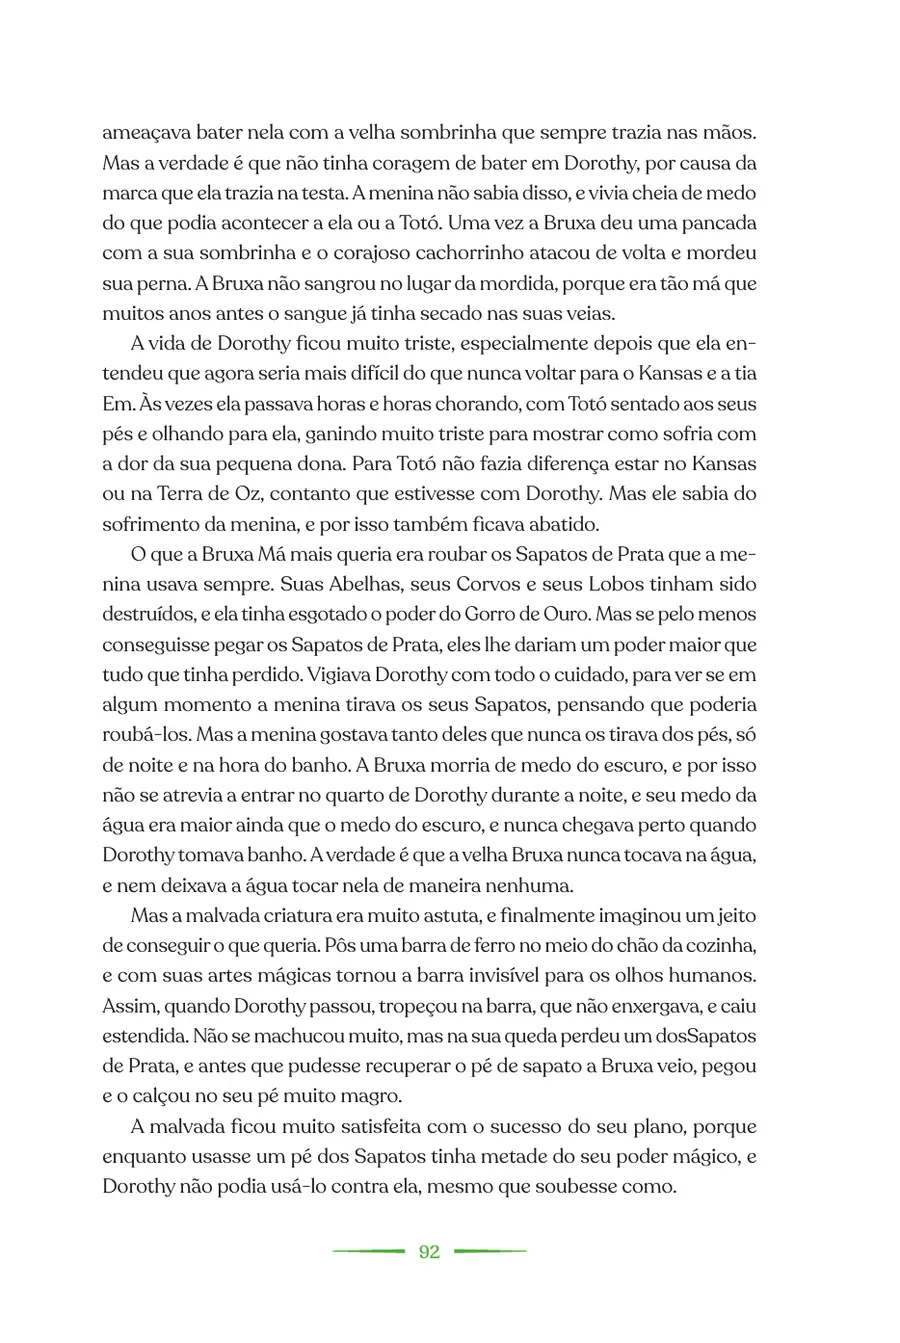 ameaçava bater nela com a velha sombrinha que sempre trazia nas mãos.
Mas a verdade é que não tinha coragem de bater em Dorothy, por causa da
marca que ela trazia na testa. A menina não sabia disso, e vivia cheia de medo
do que podia acontecer a ela ou a Totó. Uma vez a Bruxa deu uma pancada
com a sua sombrinha e o corajoso cachorrinho atacou de volta e mordeu
sua perna. A Bruxa não sangrou no lugar da mordida, porque era tão má que
muitos anos antes o sangue já tinha secado nas suas veias.
A vida de Dorothy ficou muito triste, especialmente depois que ela en-
tendeu que agora seria mais difícil do que nunca voltar para o Kansas e a tia
Em. Às vezes ela passava horas e horas chorando, com Totó sentado aos seus
pés e olhando para ela, ganindo muito triste para mostrar como sofria com
a dor da sua pequena dona. Para Totó não fazia diferença estar no Kansas
ou na Terra de Oz, contanto que estivesse com Dorothy. Mas ele sabia do
sofrimento da menina, e por isso também ficava abatido.
O que a Bruxa Má mais queria era roubar os Sapatos de Prata que a me-
nina usava sempre. Suas Abelhas, seus Corvos e seus Lobos tinham sido
destruídos, e ela tinha esgotado o poder do Gorro de Ouro. Mas se pelo menos
conseguisse pegar os Sapatos de Prata, eles lhe dariam um poder maior que
tudo que tinha perdido. Vigiava Dorothy com todo o cuidado, para ver se em
algum momento a menina tirava os seus Sapatos, pensando que poderia
roubá-los. Mas a menina gostava tanto deles que nunca os tirava dos pés, só
de noite e na hora do banho. A Bruxa morria de medo do escuro, e por isso
não se atrevia a entrar no quarto de Dorothy durante a noite, e seu medo da
água era maior ainda que o medo do escuro, e nunca chegava perto quando
Dorothy tomava banho. A verdade é que a velha Bruxa nunca tocava na água,
e nem deixava a água tocar nela de maneira nenhuma.
Mas a malvada criatura era muito astuta, e finalmente imaginou um jeito
de conseguir o que queria. Pôs uma barra de ferro no meio do chão da cozinha,
e com suas artes mágicas tornou a barra invisível para os olhos humanos.
Assim, quando Dorothy passou, tropeçou na barra, que não enxergava, e caiu
estendida. Não se machucou muito, mas na sua queda perdeu um dosSapatos
de Prata, e antes que pudesse recuperar o pé de sapato a Bruxa veio, pegou
e o calçou no seu pé muito magro.
A malvada ficou muito satisfeita com o sucesso do seu plano, porque
enquanto usasse um pé dos Sapatos tinha metade do seu poder mágico, e
Dorothy não podia usá-lo contra ela, mesmo que soubesse como.
92